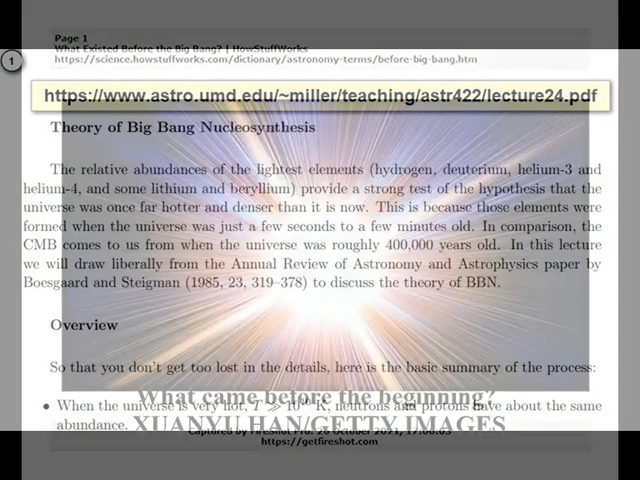 Page 1
What Existed Before the Big Bang? | HowStuffWorks
https://science.howstuffworks.com/dictionary/astronomy-terms/before-big-bang.htm
1
https://www.astro.umd.edu/~miller/teaching/astr422/lecture24.pdf
Theory of Big Bang Nucleosynthesis
The relative abundances of the lightest elements (hydrogen, deuterium, helium-3 and
helium-4, and some lithium and beryllium) provide a strong test of the hypothesis that the
universe was once far hotter and denser than it is now. This is because those elements were
formed when the universe was just a few seconds to a few minutes old. In comparison, the
CMB comes to us from when the universe was roughly 400,000 years old. In this lecture
we will draw liberally from the Annual Review of Astronomy and Astrophysics paper by
Boesgaard and Steigman (1985, 23, 319–378) to discuss the theory of BBN.
Overview
So that you don't get too lost in the details, here is the basic summary of the process:
What came before the beginning?
• When the universe is very hot, T ≫ K, neutrons and protons have about the same
abundance.
XUANYU HAN/GETTY IMAGES
Captured by FireShot Pro: 26 October 2021,
https://getfireshot.com